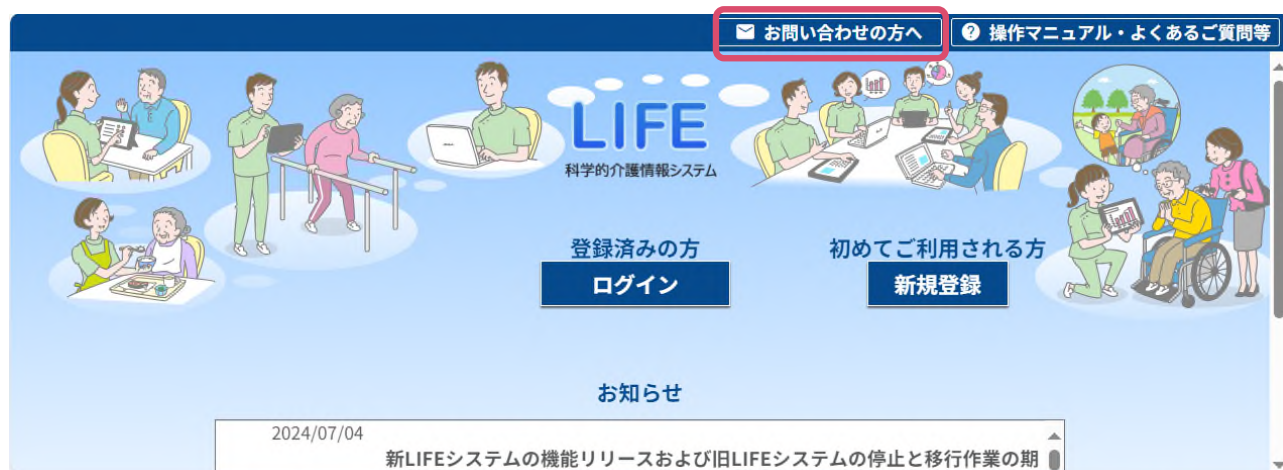 お問い合わせの方へ
操作マニュアル・よくあるご質問等
LIFE
科学的介護情報システム
登録済みの方
初めてご利用される方
ログイン
新規登録
お知らせ
2024/07/04
新LIFEシステムの機能リリースおよび旧LIFEシステムの停止と移行作業の期